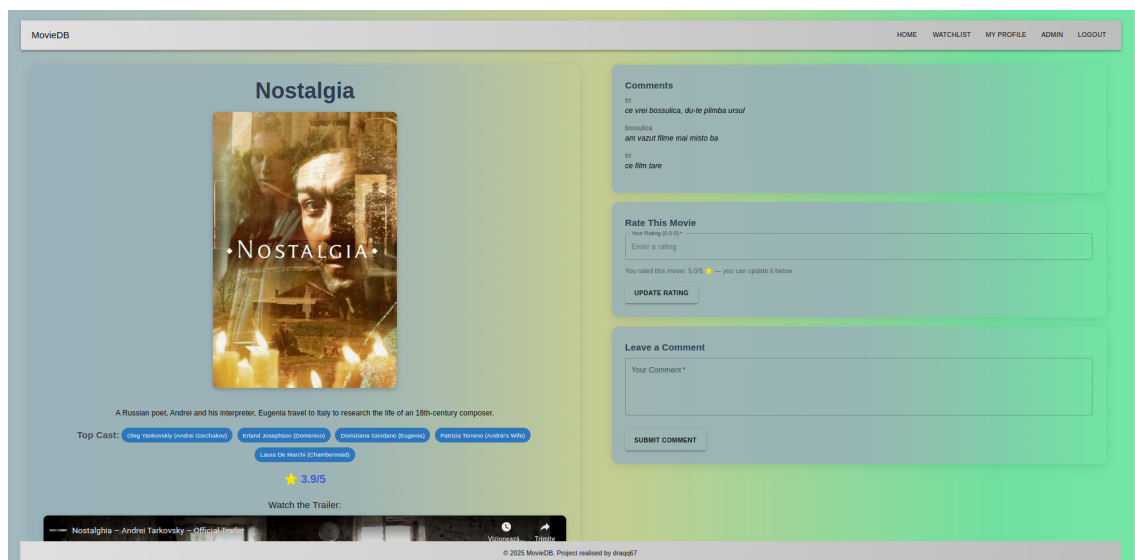 MovieDB
HOME WATCHLIST MY PROFILE ADMIN LOGOUT
Nostalgia
NOSTALGIA
A Russian poet, Andrei and his interpreter, Eugenia travel to Italy to research the life of an 18th-century composer.
Top Cast: Oleg Yankovskiy (Andrei Gorchakov) Erland Josephson (Domenico) Domiziana Giordano (Eugenia) Patrizia Terreno (Andrei's Wife)
Laura De Marchi (Chambermaid)
⭐ 3.9/5
Watch the Trailer:
Nostalghia – Andrei Tarkovsky – Official Trailer
Vizionează... Trimite
Comments
trt
ce vrei bossulica, du-te plimba ursul
bossulica
am vazut filme mai misto ba
trt
ce film tare
Rate This Movie
Your Rating (0.5-5) *
Enter a rating
You rated this movie: 5.0/5 ⭐ — you can update it below
UPDATE RATING
Leave a Comment
Your Comment *
SUBMIT COMMENT
© 2025 MovieDB. Project realised by draqq67